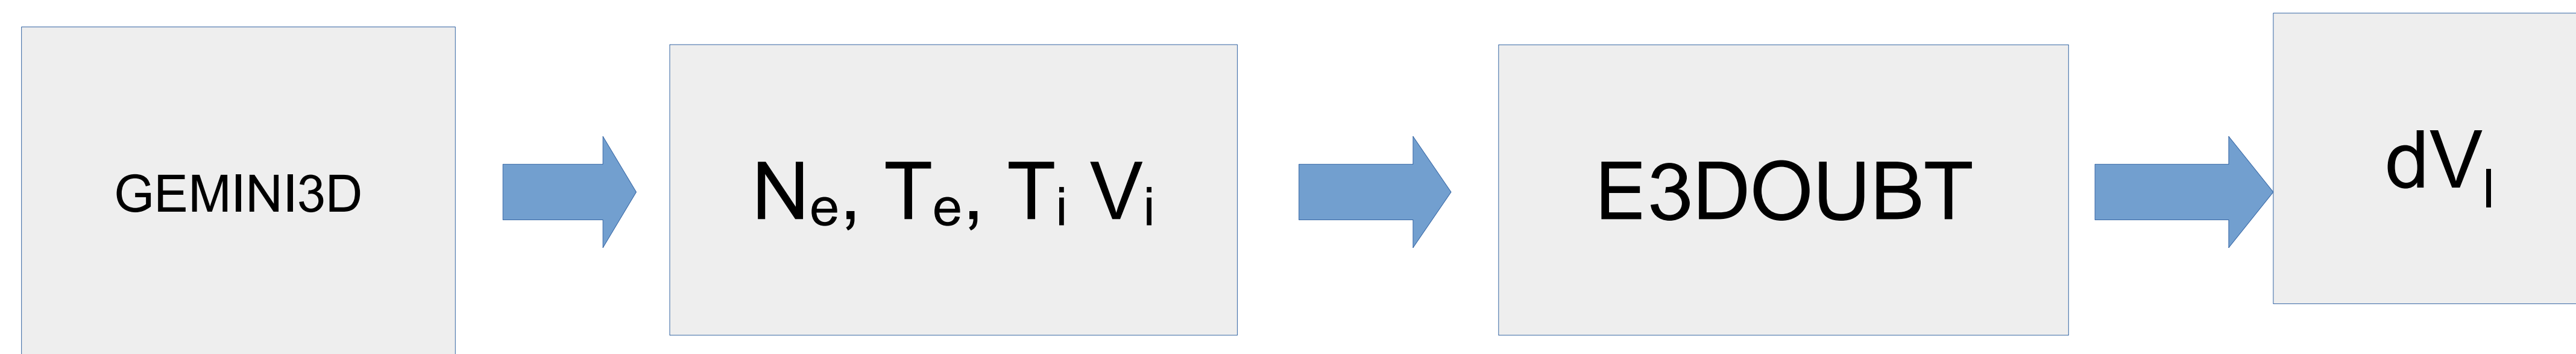 GEMINI3D
Ne, Te, Ti Vi
E3DOUBT
dVI